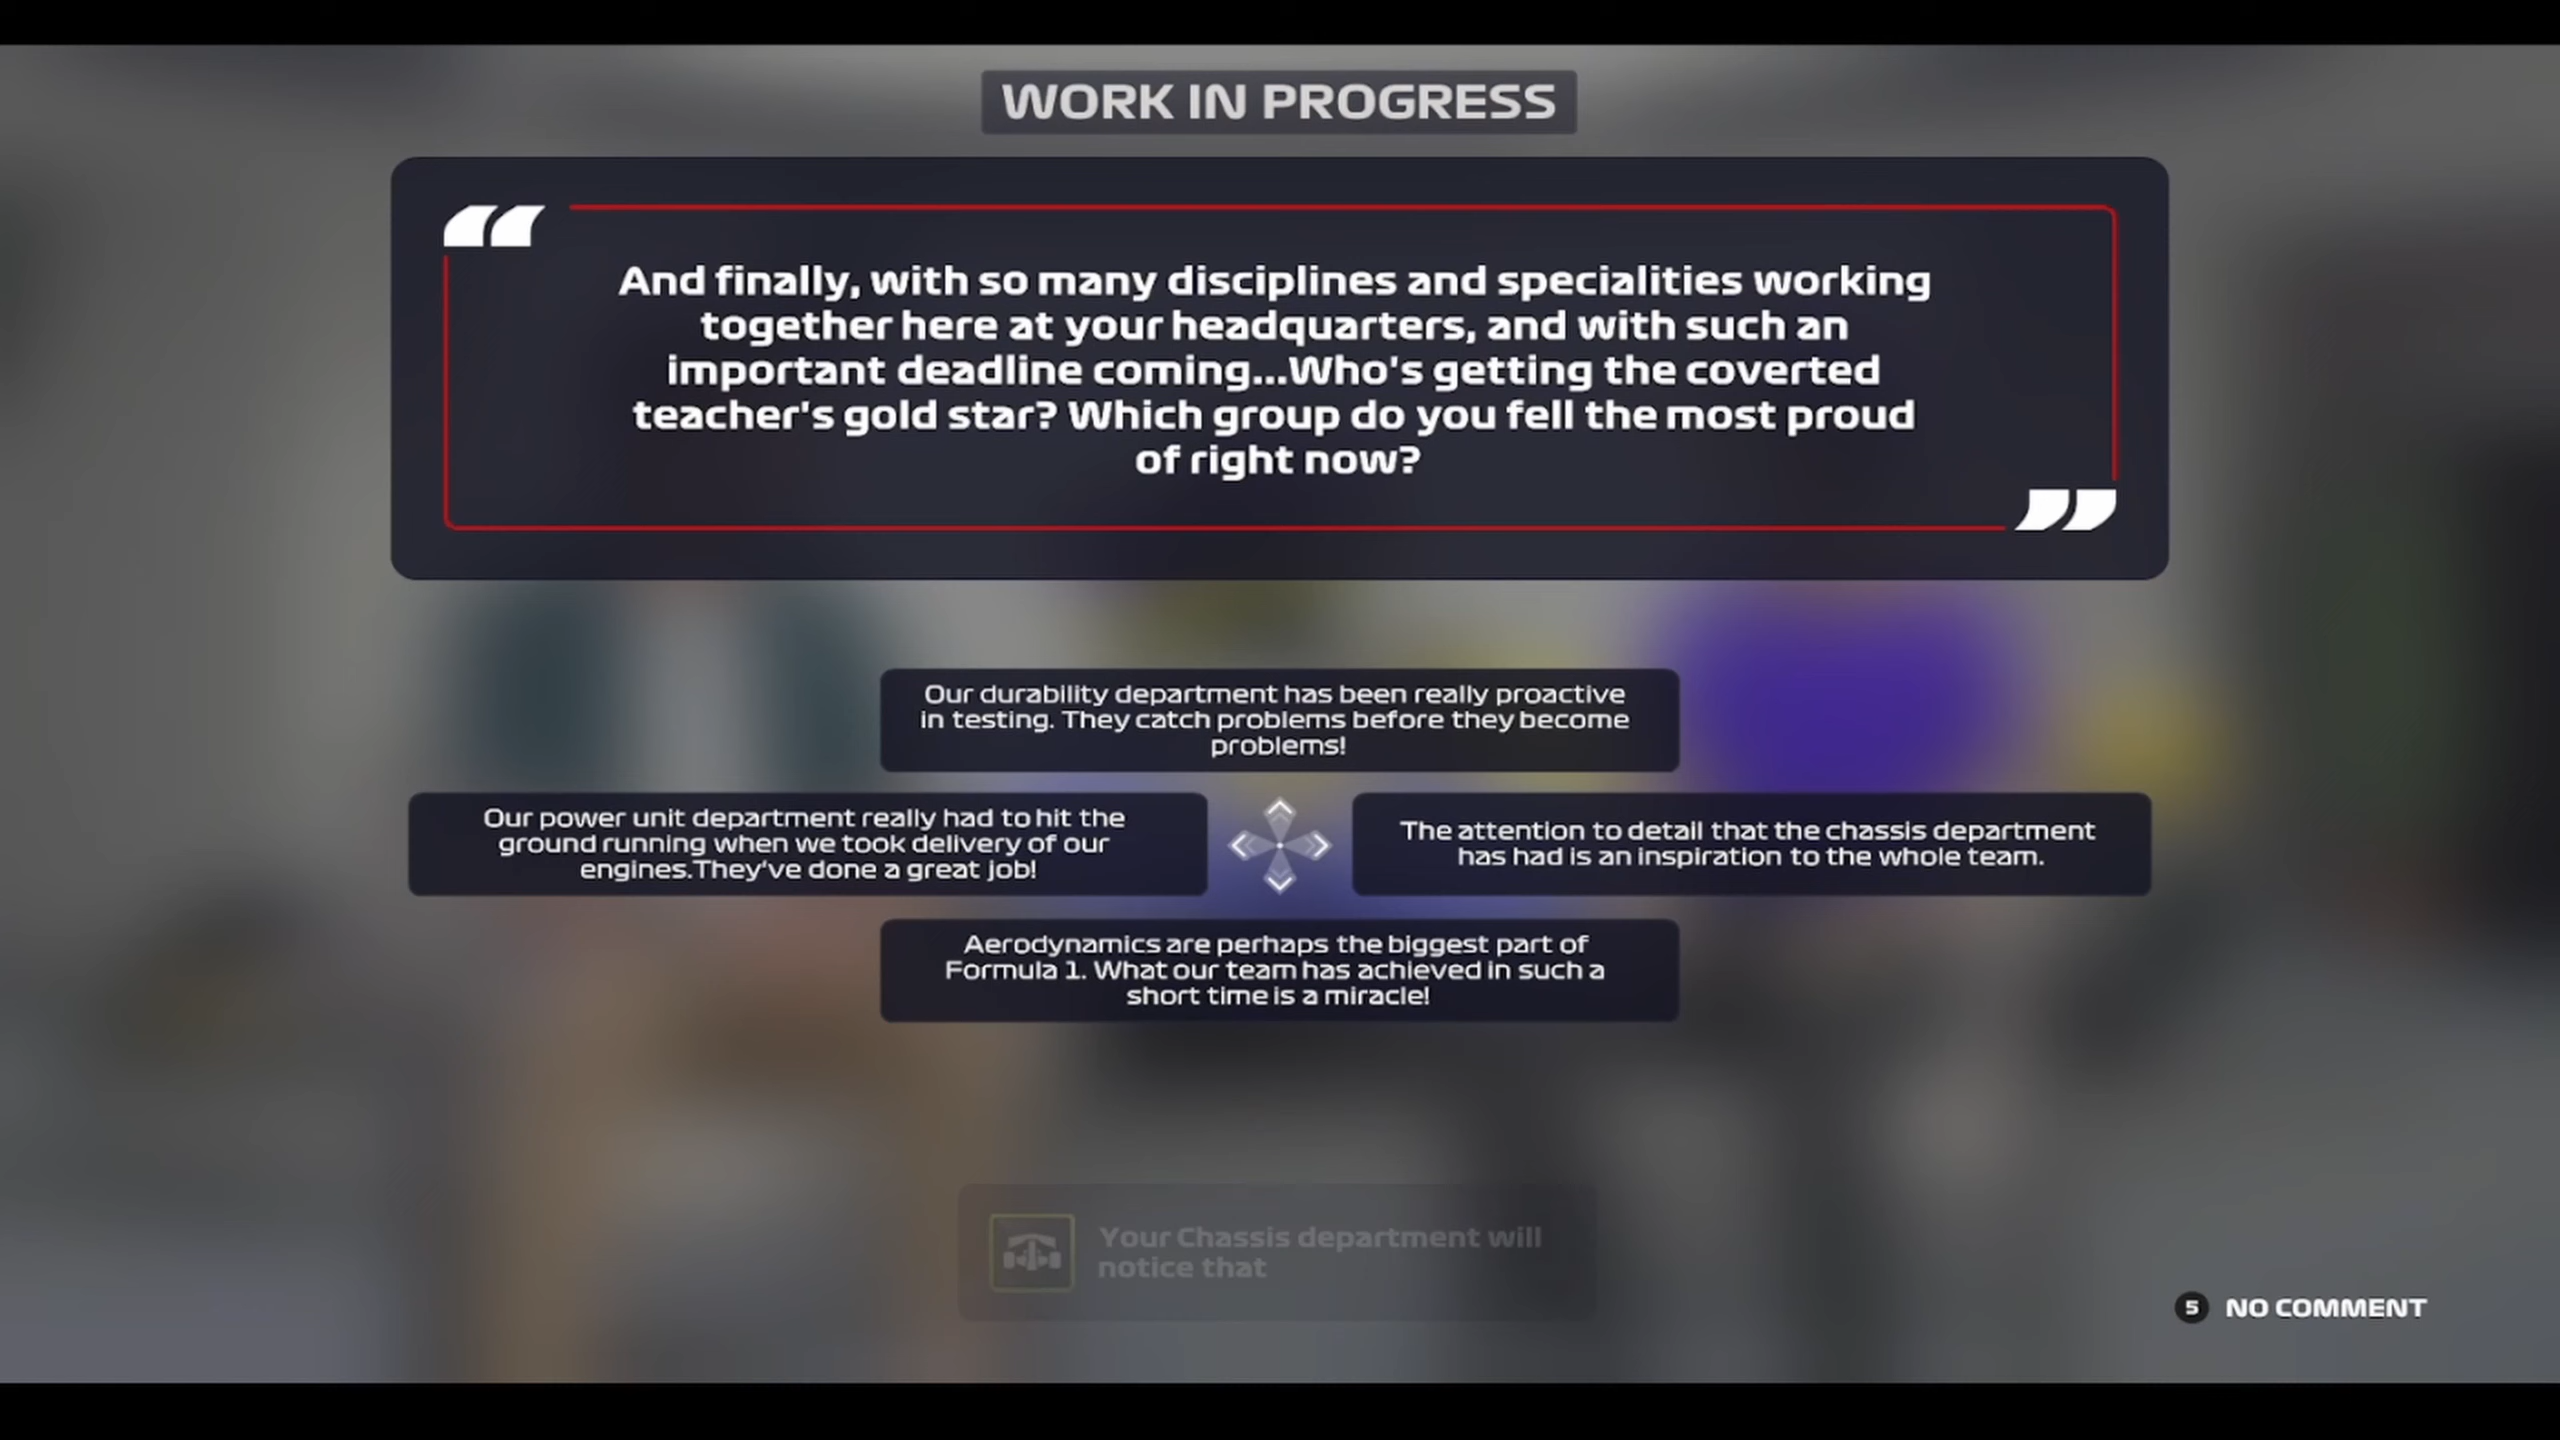 WORK IN PROGRESS
And finally, with so many disciplines and specialities working
together here at your headquarters, and with such an
important deadline coming...Who's getting the coverted
teacher's gold star? Which group do you fell the most proud
of right now?
Our durability department has been really proactive
in testing. They catch problems before they become
problems!
Our power unit department really had to hit the
ground running when we took delivery of our
engines.They've done a great job!
The attention to detail that the chassis department
has had is an inspiration to the whole team.
Aerodynamics are perhaps the biggest part of
Formula 1. What our team has achieved in such a
short time is a miracle!
Your Chassis department will
notice that
5 NO COMMENT